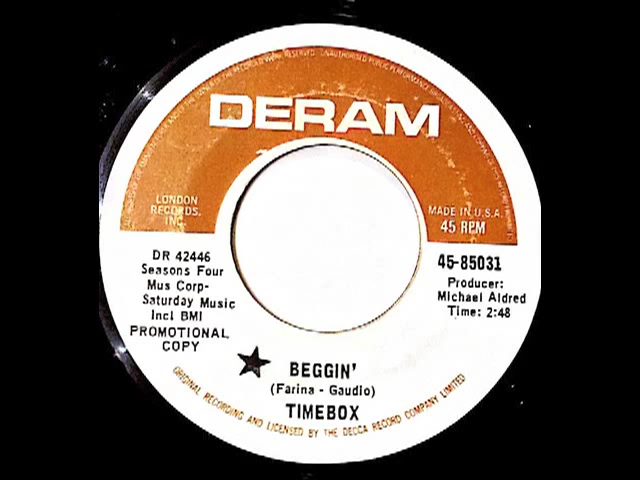 DERAM
LONDON
RECORDS,
INC.
MADE IN U.S.A.
45 RPM
DR 42446
Seasons Four
Mus Corp-
Saturday Music
Incl BMI
PROMOTIONAL
COPY
45-85031
Producer:
Michael Aldred
Time: 2:48
BEGGIN'
(Farina - Gaudio)
TIMEBOX
ORIGINAL RECORDING AND LICENSED BY THE DECCA RECORD COMPANY LIMITED